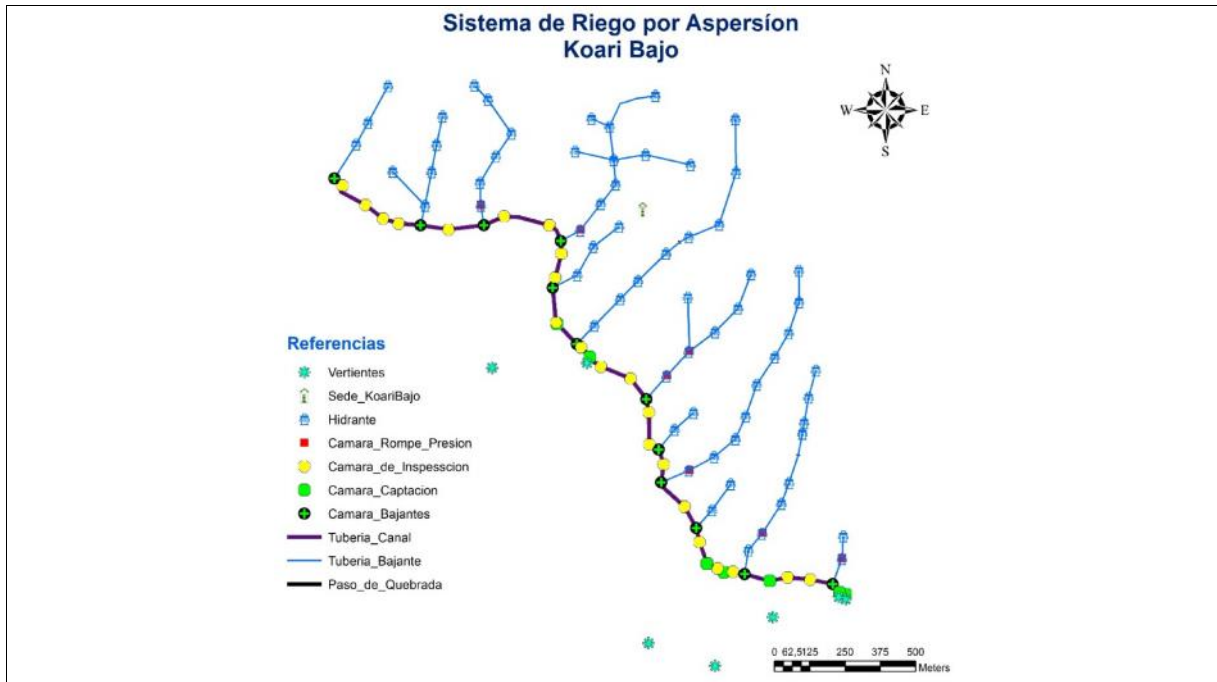 Sistema de Riego por Aspersíon
Koari Bajo
N
W
E
S
Referencias
Vertientes
Sede_KoariBajo
Hidrante
Camara_Rompe_Presion
Camara_de_Inspesscion
Camara_Captacion
Camara_Bajantes
Tuberia_Canal
Tuberia_Bajante
Paso_de_Quebrada
0 62,5125 250 375 500
Meters